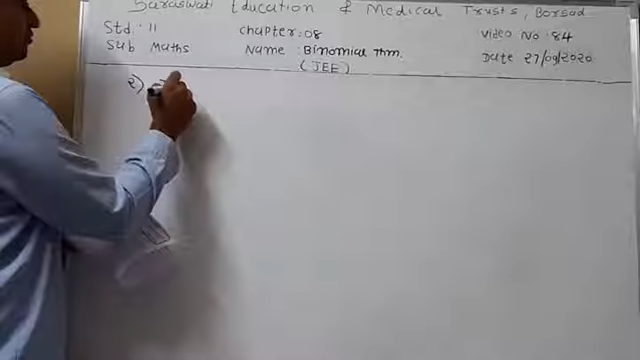 Saraswati Education & Medical Trusts, Borsad
Std : 11 chapter : 08 Video No : 84
Sub Maths Name : Binomial Thm. Date 27/09/2020
(JEE)
2)